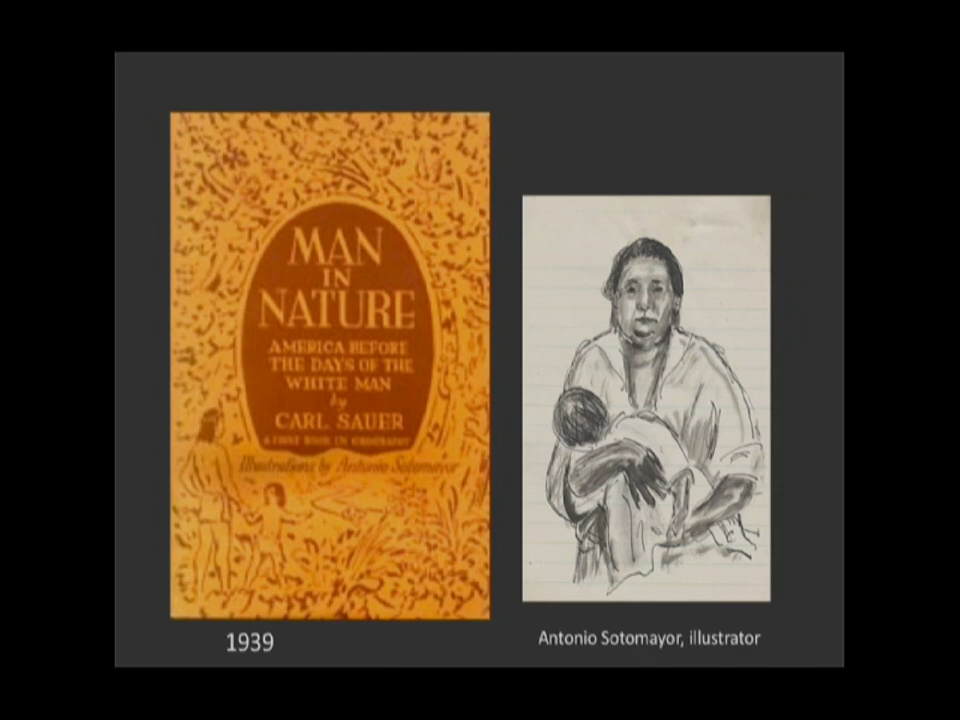 MAN
IN
NATURE
AMERICA BEFORE
THE DAYS OF THE
WHITE MAN
by
CARL SAUER
A FIRST BOOK IN GEOGRAPHY
Illustrations by Antonio Sotomayor
1939
Antonio Sotomayor, illustrator